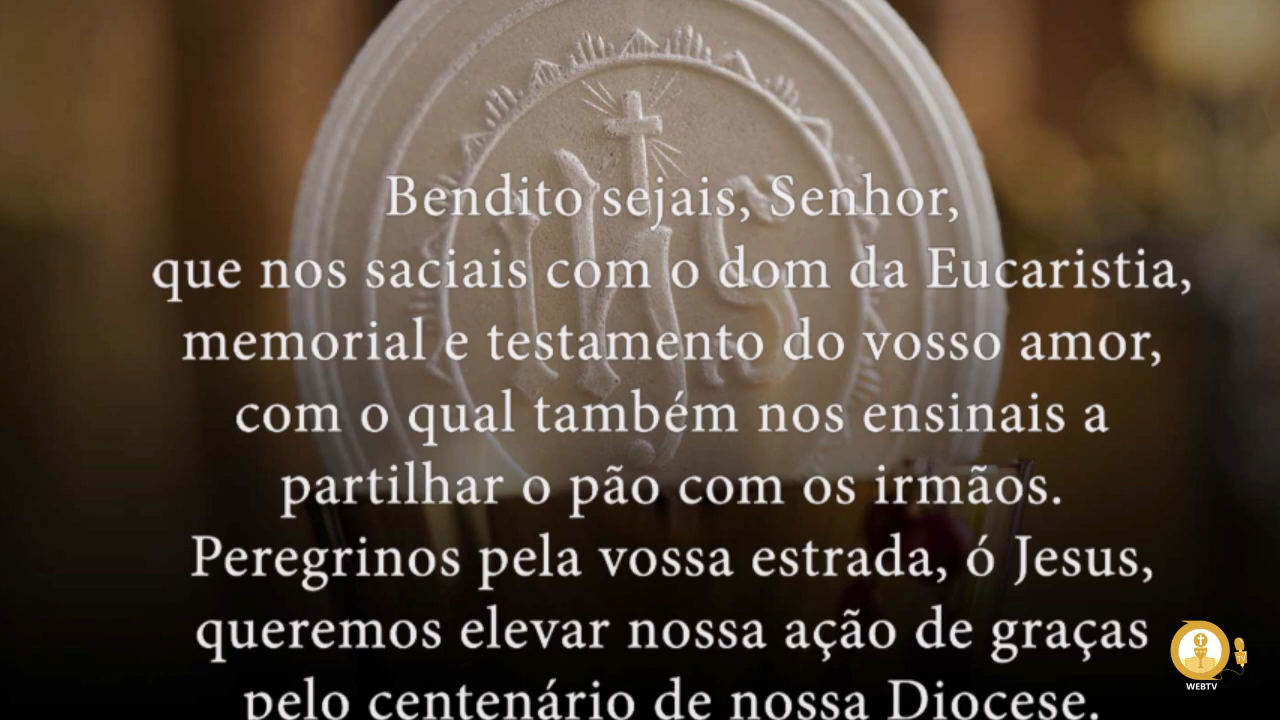 Bendito sejais, Senhor,
que nos saciais com o dom da Eucaristia,
memorial e testamento do vosso amor,
com o qual também nos ensinais a
partilhar o pão com os irmãos.
Peregrinos pela vossa estrada, ó Jesus,
queremos elevar nossa ação de graças
pelo centenário de nossa Diocese.
IHS
WEBTV